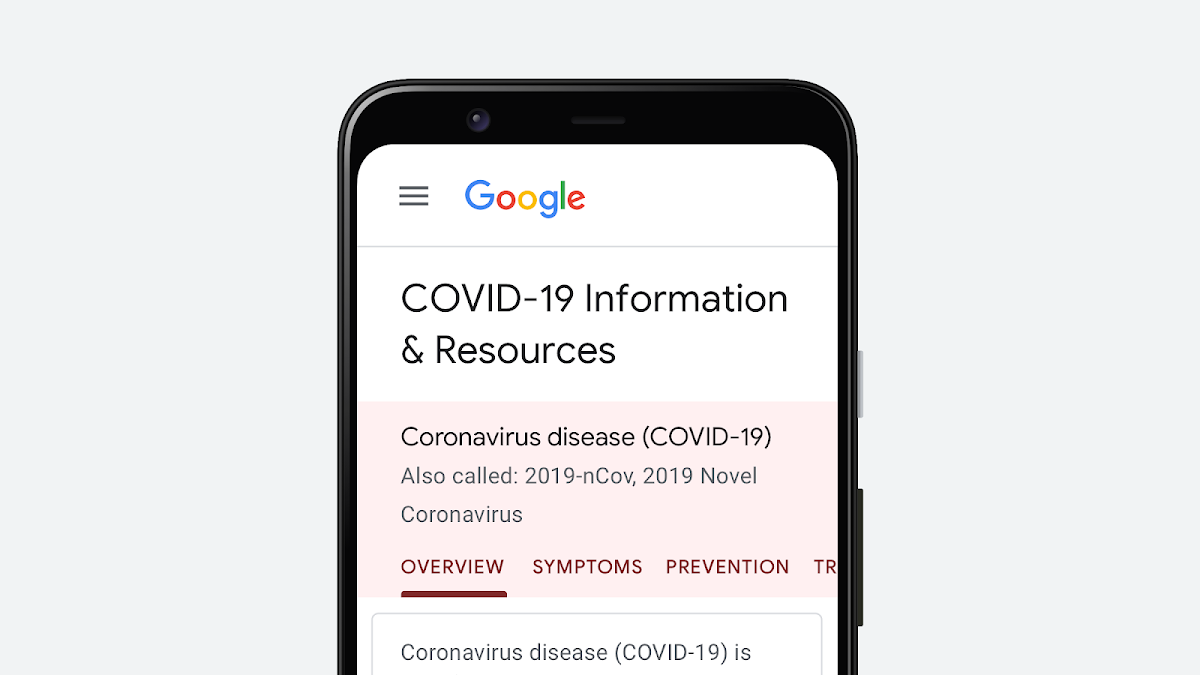 Google
COVID-19 Information
& Resources
Coronavirus disease (COVID-19)
Also called: 2019-nCov, 2019 Novel
Coronavirus
OVERVIEW SYMPTOMS PREVENTION TR
Coronavirus disease (COVID-19) is